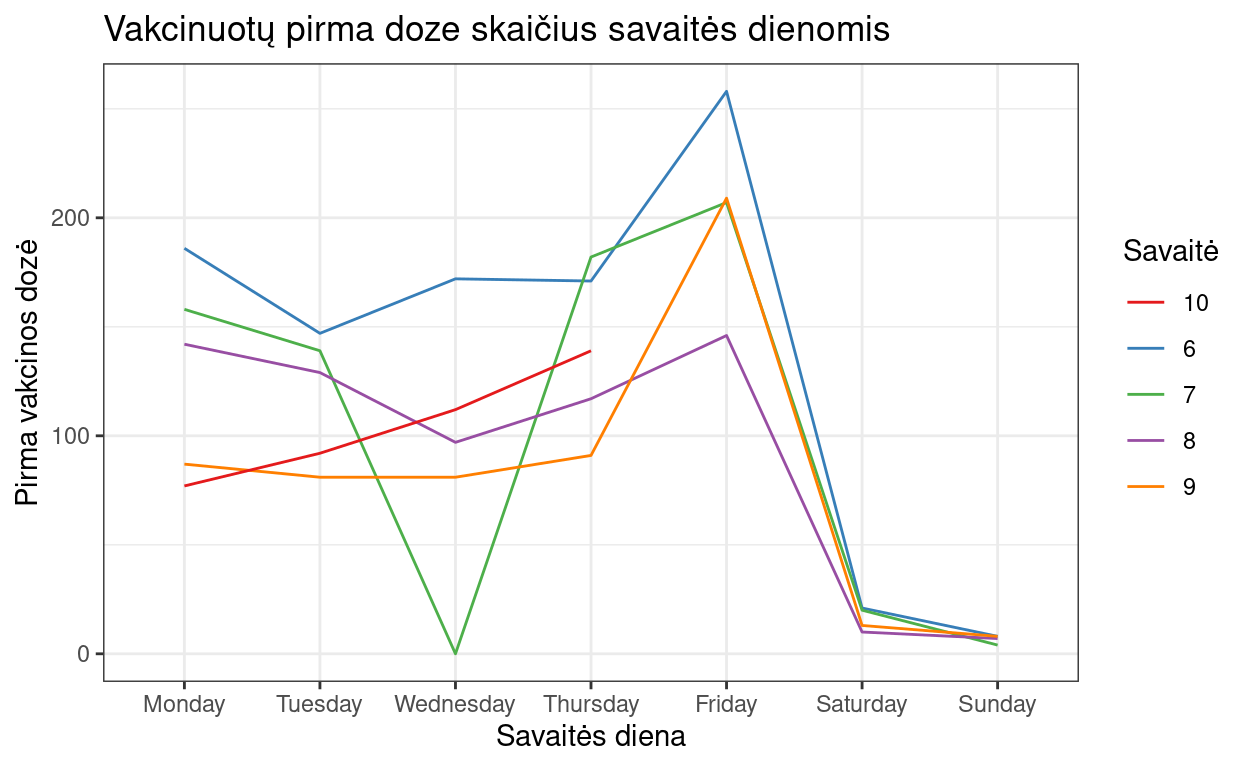 Vakcinuotų pirma doze skaičius savaitės dienomis
Pirma vakcinos dozė
200
100
0
Monday
Tuesday
Wednesday
Thursday
Friday
Saturday
Sunday
Savaitės diena
Savaitė
10
6
7
8
9